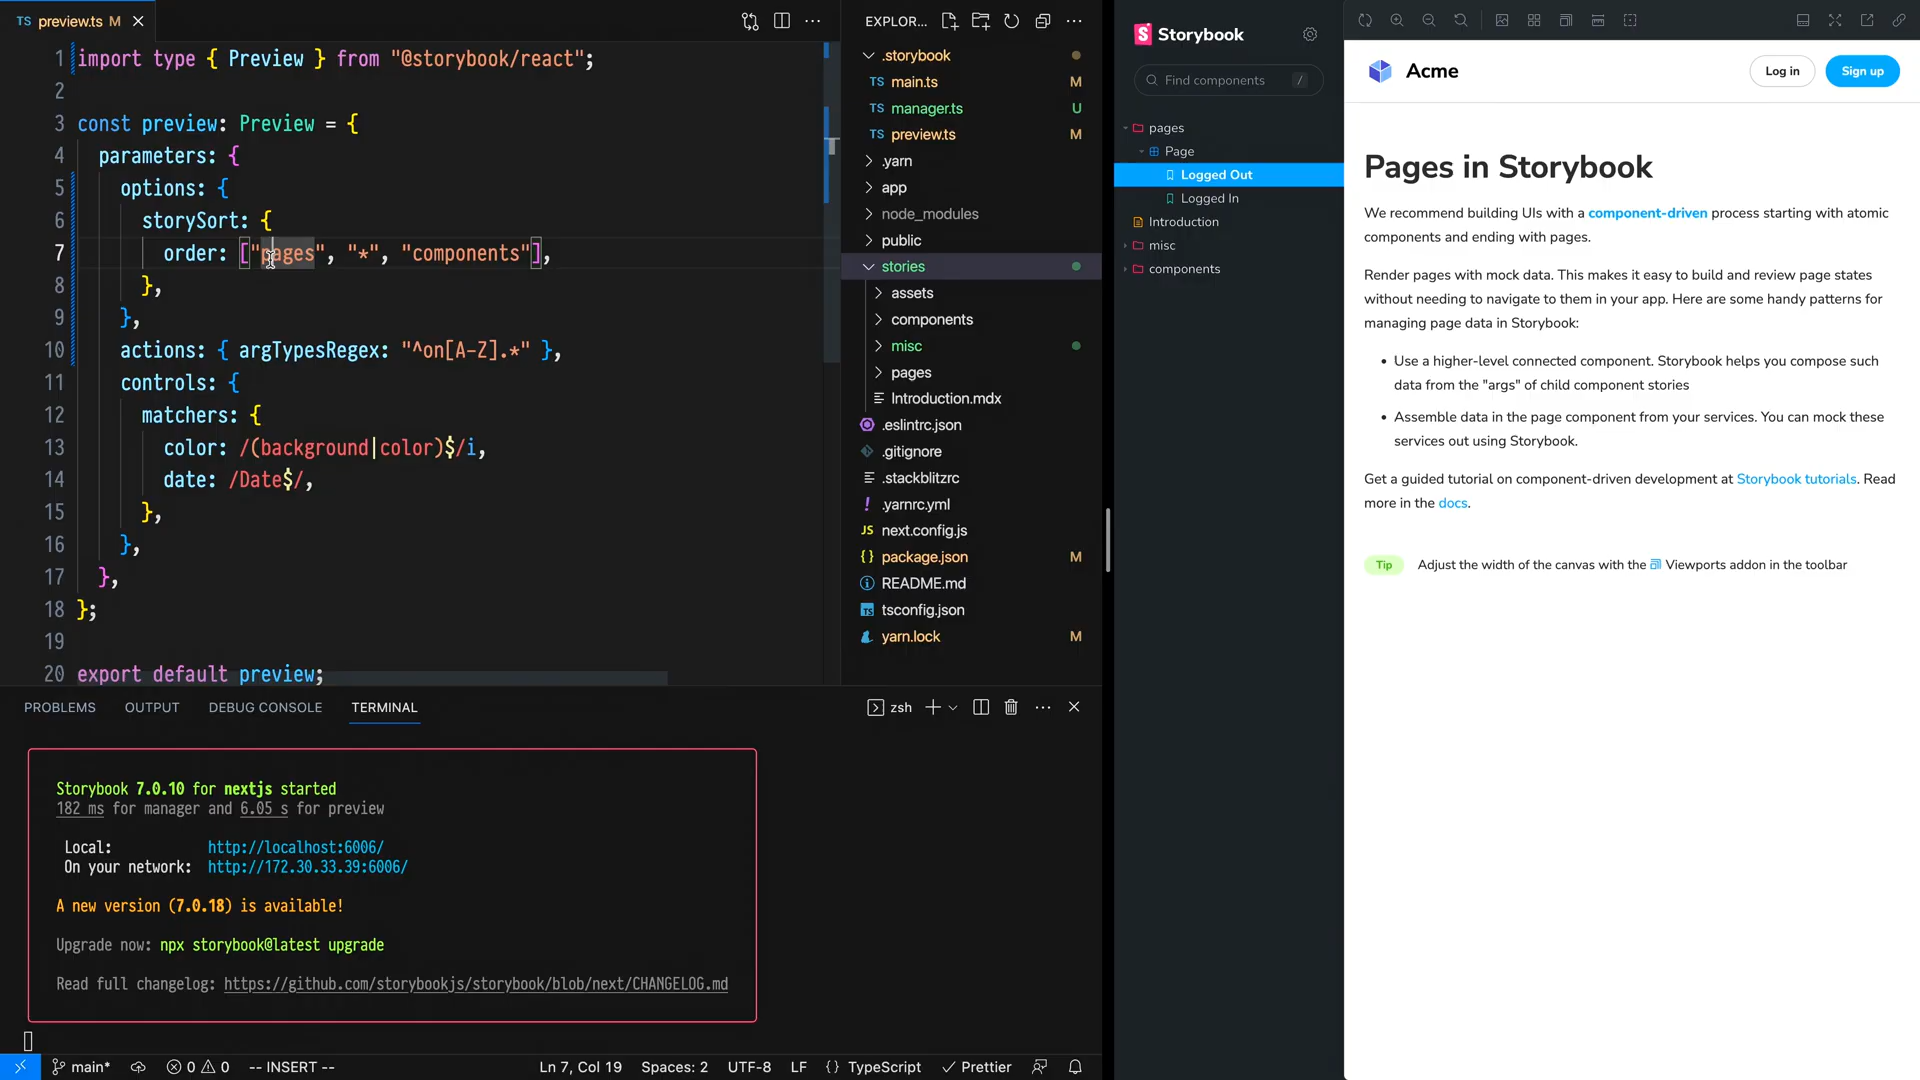 TS preview.ts M
1 import type { Preview } from "@storybook/react";
2
3 const preview: Preview = {
4 parameters: {
5 options: {
6 storySort: {
7 order: ["pages", "*", "components"],
8 },
9 },
10 actions: { argTypesRegex: "^on[A-Z].*" },
11 controls: {
12 matchers: {
13 color: /(background|color)$/i,
14 date: /Date$/,
15 },
16 },
17 },
18 };
19
20 export default preview;
EXPLOR...
.storybook
TS main.ts M
TS manager.ts U
TS preview.ts M
.yarn
app
node_modules
public
stories
assets
components
misc
pages
Introduction.mdx
.eslintrc.json
.gitignore
.stackblitzrc
! .yarnrc.yml
JS next.config.js
{} package.json M
README.md
TS tsconfig.json
yarn.lock M
PROBLEMS OUTPUT DEBUG CONSOLE TERMINAL
zsh
Storybook 7.0.10 for nextjs started
182 ms for manager and 6.05 s for preview
Local: http://localhost:6006/
On your network: http://172.30.33.39:6006/
A new version (7.0.18) is available!
Upgrade now: npx storybook@latest upgrade
Read full changelog: https://github.com/storybookjs/storybook/blob/next/CHANGELOG.md
main* 0 0 -- INSERT -- Ln 7, Col 19 Spaces: 2 UTF-8 LF {} TypeScript Prettier
S Storybook
Find components /
pages
Page
Logged Out
Logged In
Introduction
misc
components
Acme
Log in
Sign up
Pages in Storybook
We recommend building UIs with a component-driven process starting with atomic
components and ending with pages.
Render pages with mock data. This makes it easy to build and review page states
without needing to navigate to them in your app. Here are some handy patterns for
managing page data in Storybook:
• Use a higher-level connected component. Storybook helps you compose such
data from the "args" of child component stories
• Assemble data in the page component from your services. You can mock these
services out using Storybook.
Get a guided tutorial on component-driven development at Storybook tutorials. Read
more in the docs.
Tip Adjust the width of the canvas with the Viewports addon in the toolbar